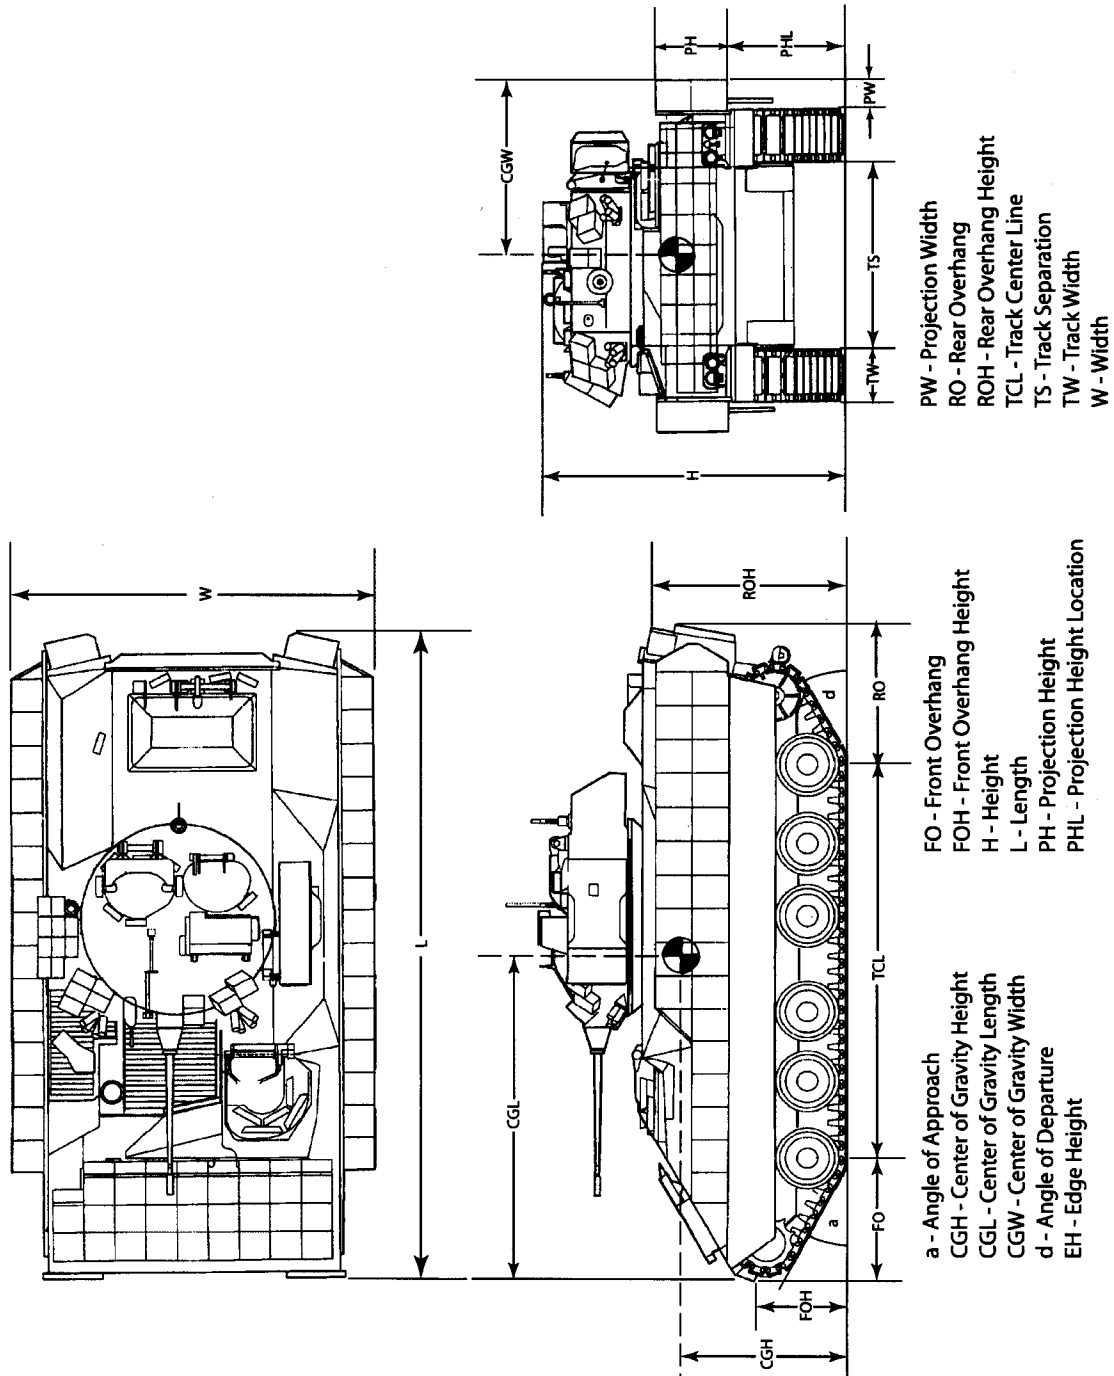 W
L
CGL
CGH
FOH
FO
a
TCL
d
RO
ROH
CGW
H
PH
PHL
TW
TS
PW
a - Angle of Approach
CGH - Center of Gravity Height
CGL - Center of Gravity Length
CGW - Center of Gravity Width
d - Angle of Departure
EH - Edge Height
FO - Front Overhang
FOH - Front Overhang Height
H - Height
L - Length
PH - Projection Height
PHL - Projection Height Location
PW - Projection Width
RO - Rear Overhang
ROH - Rear Overhang Height
TCL - Track Center Line
TS - Track Separation
TW - Track Width
W - Width